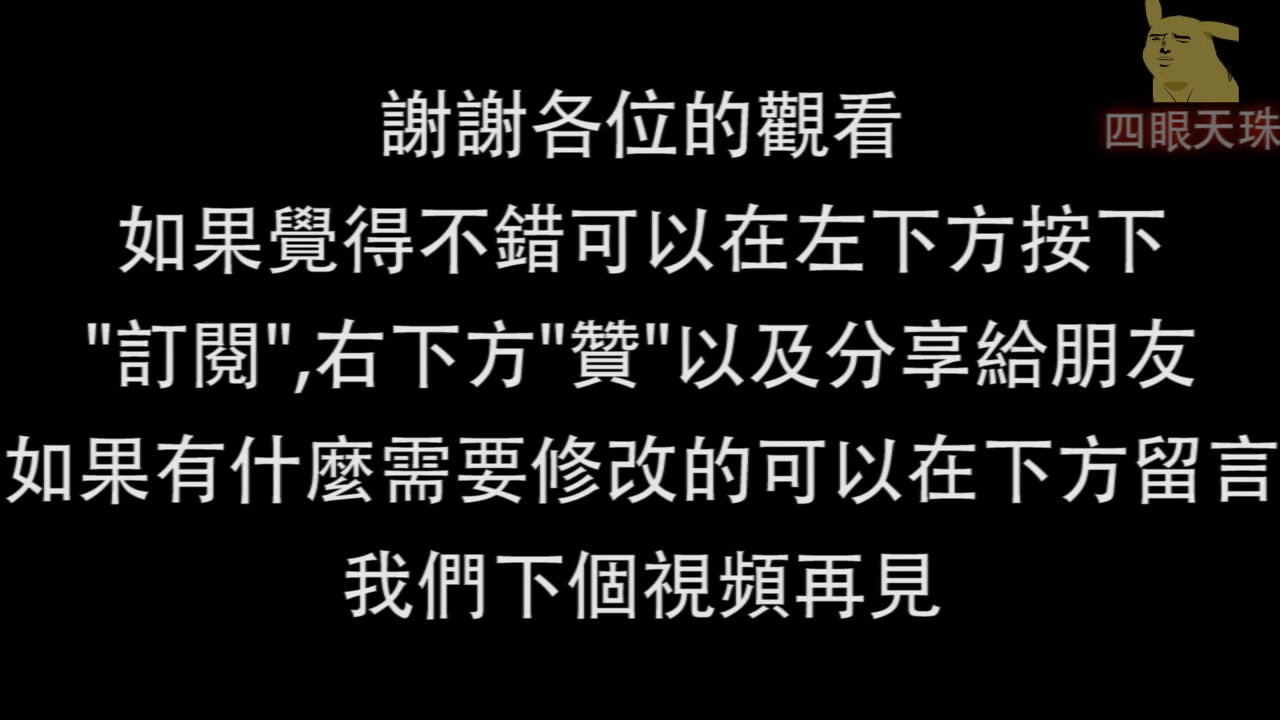 四眼天珠
謝謝各位的觀看
如果覺得不錯可以在左下方按下
"訂閱",右下方"贊"以及分享給朋友
如果有什麼需要修改的可以在下方留言
我們下個視頻再見